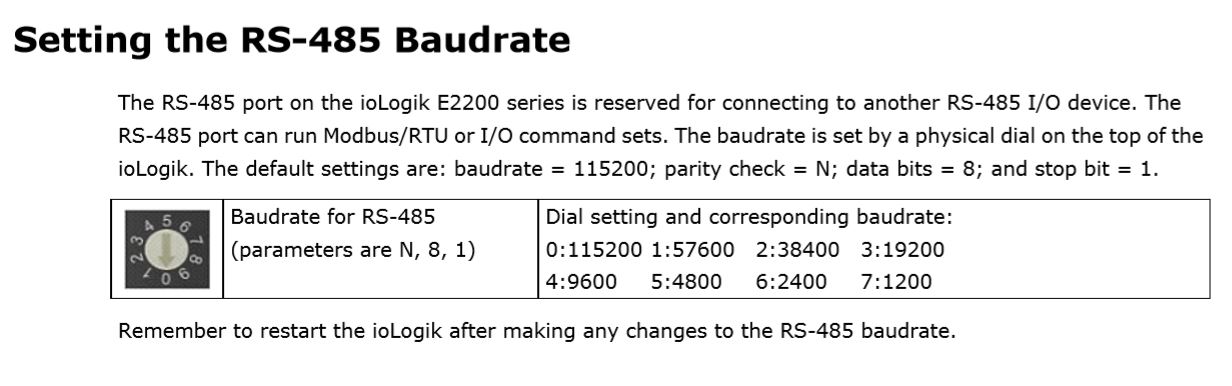 Setting the RS-485 Baudrate
The RS-485 port on the ioLogik E2200 series is reserved for connecting to another RS-485 I/O device. The
RS-485 port can run Modbus/RTU or I/O command sets. The baudrate is set by a physical dial on the top of the
ioLogik. The default settings are: baudrate = 115200; parity check = N; data bits = 8; and stop bit = 1.
0 1 2 3 4 5 6 7 8 9
Baudrate for RS-485
(parameters are N, 8, 1)
Dial setting and corresponding baudrate:
0:115200 1:57600 2:38400 3:19200
4:9600 5:4800 6:2400 7:1200
Remember to restart the ioLogik after making any changes to the RS-485 baudrate.